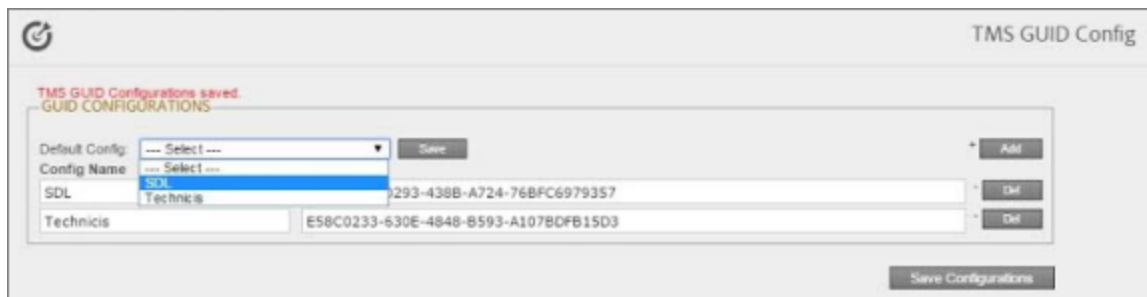 TMS GUID Config
TMS GUID Configurations saved.
GUID CONFIGURATIONS
Default Config: --- Select --- Save + Add
Config Name --- Select ---
SDL
SDL 0293-438B-A724-76BFC6979357 - Del
Technicis
Technicis E58C0233-630E-4848-B593-A107BDFB15D3 - Del
Save Configurations